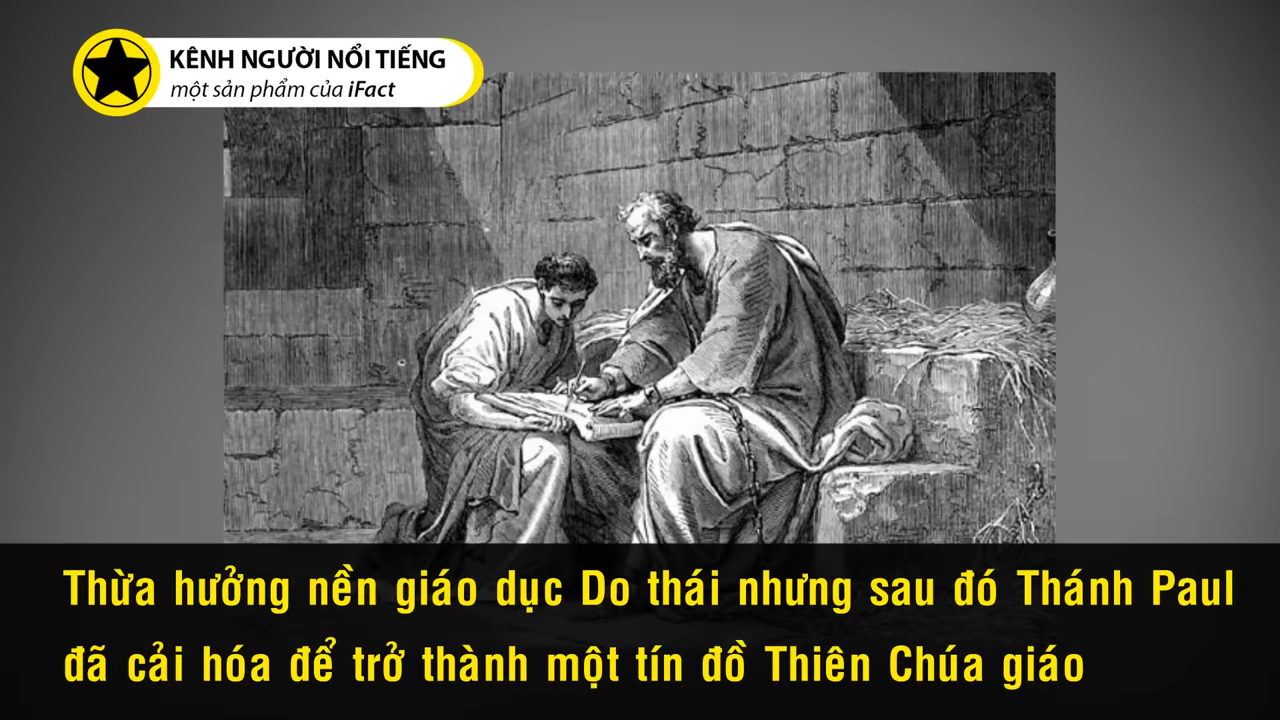 KÊNH NGƯỜI NỔI TIẾNG
một sản phẩm của iFact
Thừa hưởng nền giáo dục Do thái nhưng sau đó Thánh Paul
đã cải hóa để trở thành một tín đồ Thiên Chúa giáo